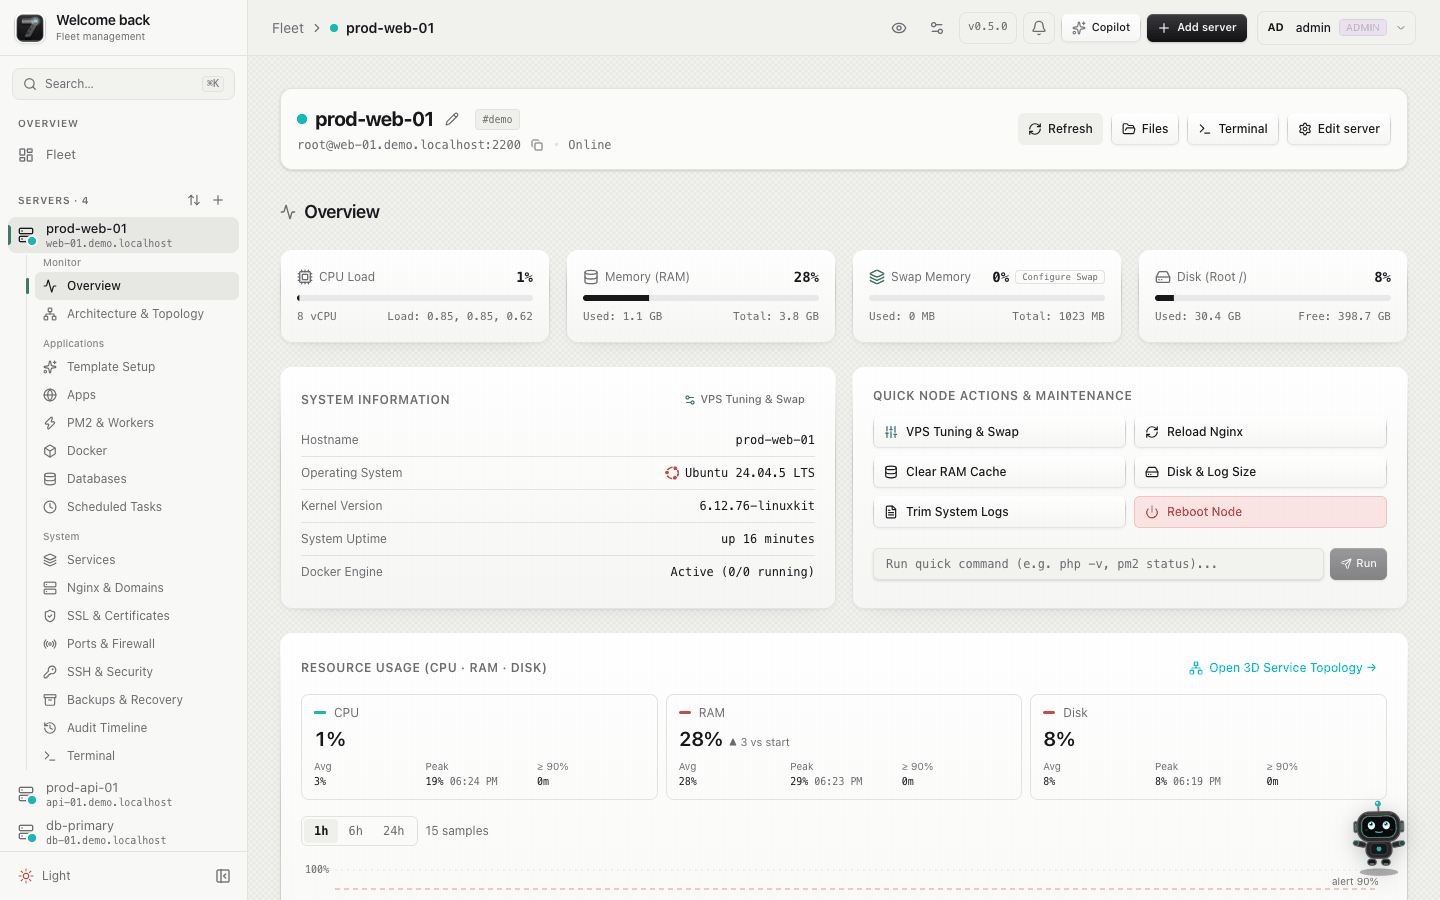 Welcome back
Fleet management
Search...
⌘K
OVERVIEW
Fleet
SERVERS · 4
prod-web-01
web-01.demo.localhost
Monitor
Overview
Architecture & Topology
Applications
Template Setup
Apps
PM2 & Workers
Docker
Databases
Scheduled Tasks
System
Services
Nginx & Domains
SSL & Certificates
Ports & Firewall
SSH & Security
Backups & Recovery
Audit Timeline
Terminal
prod-api-01
api-01.demo.localhost
db-primary
db-01.demo.localhost
Light
Fleet > prod-web-01
v0.5.0
Copilot
Add server
AD admin ADMIN
prod-web-01 #demo
root@web-01.demo.localhost:2200 • Online
Refresh
Files
Terminal
Edit server
Overview
CPU Load 1%
8 vCPU Load: 0.85, 0.85, 0.62
Memory (RAM) 28%
Used: 1.1 GB Total: 3.8 GB
Swap Memory 0% Configure Swap
Used: 0 MB Total: 1023 MB
Disk (Root /) 8%
Used: 30.4 GB Free: 398.7 GB
SYSTEM INFORMATION VPS Tuning & Swap
Hostname prod-web-01
Operating System Ubuntu 24.04.5 LTS
Kernel Version 6.12.76-linuxkit
System Uptime up 16 minutes
Docker Engine Active (0/0 running)
QUICK NODE ACTIONS & MAINTENANCE
VPS Tuning & Swap
Reload Nginx
Clear RAM Cache
Disk & Log Size
Trim System Logs
Reboot Node
Run quick command (e.g. php -v, pm2 status)...
Run
RESOURCE USAGE (CPU · RAM · DISK)
Open 3D Service Topology →
CPU
1%
Avg Peak ≥ 90%
3% 19% 06:24 PM 0m
RAM
28% ▲ 3 vs start
Avg Peak ≥ 90%
28% 29% 06:23 PM 0m
Disk
8%
Avg Peak ≥ 90%
8% 8% 06:19 PM 0m
1h 6h 24h 15 samples
100%
alert 90%